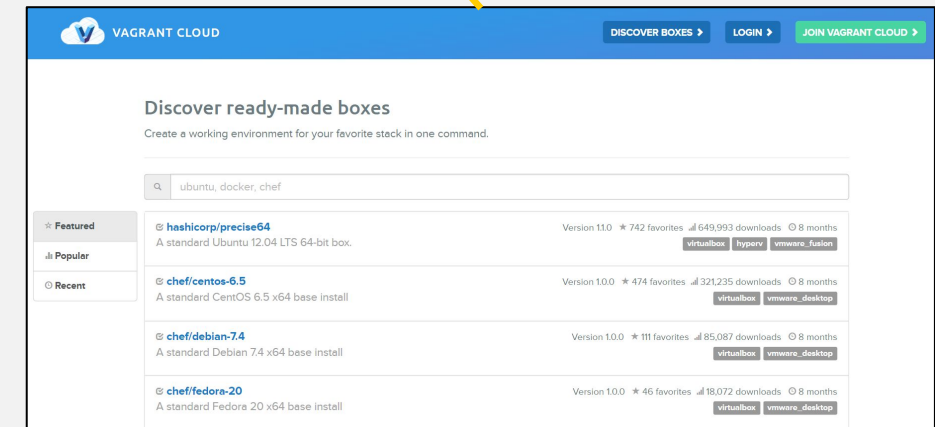 VAGRANT CLOUD
DISCOVER BOXES
LOGIN
JOIN VAGRANT CLOUD
Discover ready-made boxes
Create a working environment for your favorite stack in one command.
ubuntu, docker, chef
Featured
Popular
Recent
hashicorp/precise64
Version 1.1.0 742 favorites 649,993 downloads 8 months
A standard Ubuntu 12.04 LTS 64-bit box.
virtualbox hyperv vmware_fusion
chef/centos-6.5
Version 1.0.0 474 favorites 321,235 downloads 8 months
A standard CentOS 6.5 x64 base install
virtualbox vmware_desktop
chef/debian-7.4
Version 1.0.0 111 favorites 85,087 downloads 8 months
A standard Debian 7.4 x64 base install
virtualbox vmware_desktop
chef/fedora-20
Version 1.0.0 46 favorites 18,072 downloads 8 months
A standard Fedora 20 x64 base install
virtualbox vmware_desktop